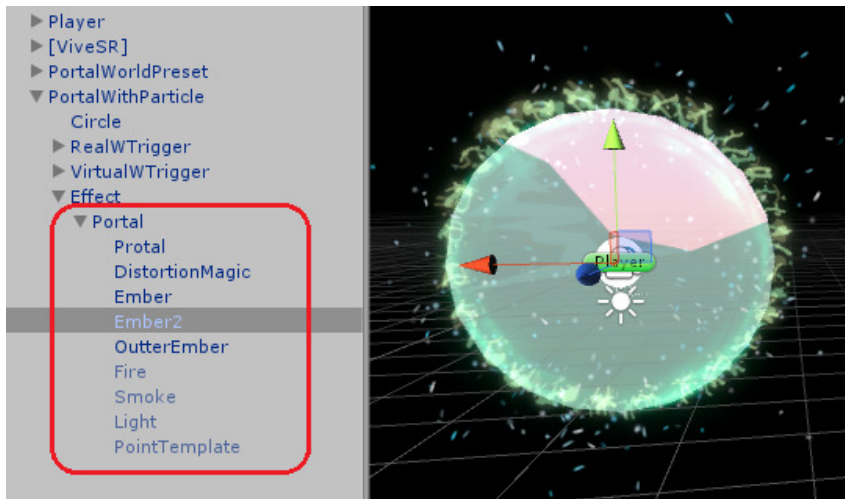 Player
[ViveSR]
PortalWorldPreset
PortalWithParticle
Circle
RealWTrigger
VirtualWTrigger
Effect
Portal
Protal
DistortionMagic
Ember
Ember2
OutterEmber
Fire
Smoke
Light
PointTemplate
Player